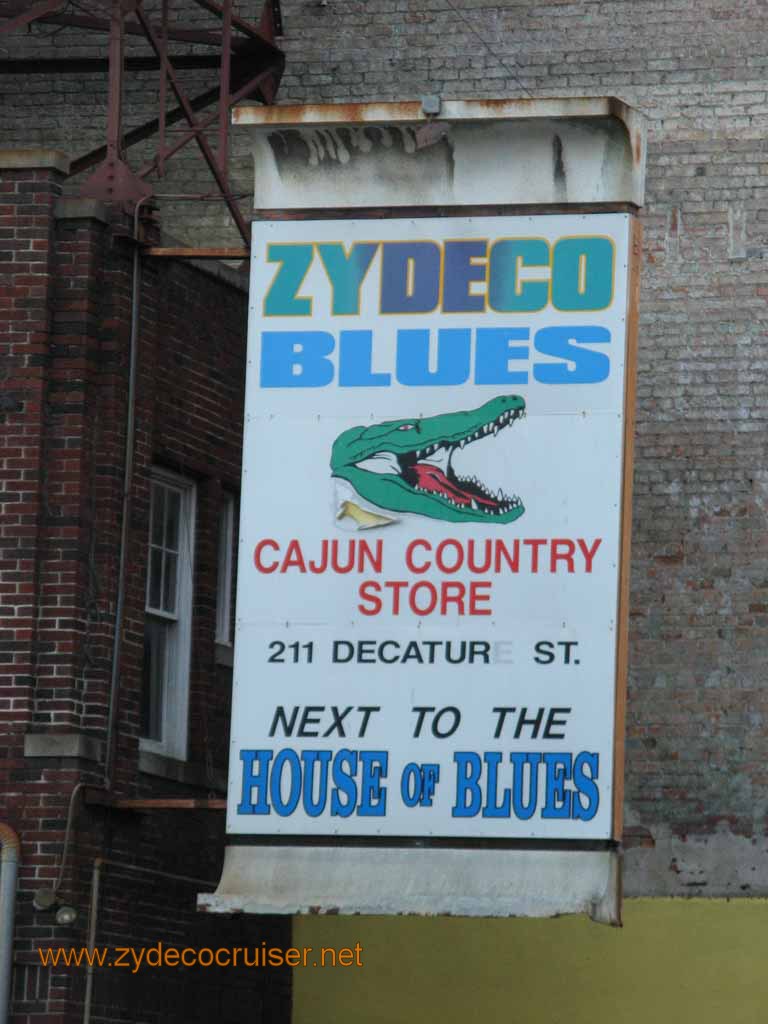 ZYDECO
BLUES
CAJUN COUNTRY
STORE
211 DECATURE ST.
NEXT TO THE
HOUSE OF BLUES
www.zydecocruiser.net